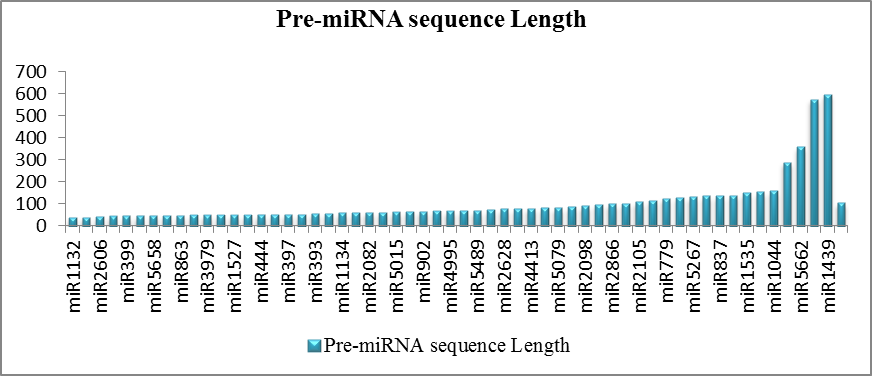 Pre-miRNA sequence Length
700
600
500
400
300
200
100
0
miR1132
miR2606
miR399
miR5658
miR863
miR3979
miR1527
miR444
miR397
miR393
miR1134
miR2082
miR5015
miR902
miR4995
miR5489
miR2628
miR4413
miR5079
miR2098
miR2866
miR2105
miR779
miR5267
miR837
miR1535
miR1044
miR5662
miR1439
Pre-miRNA sequence Length